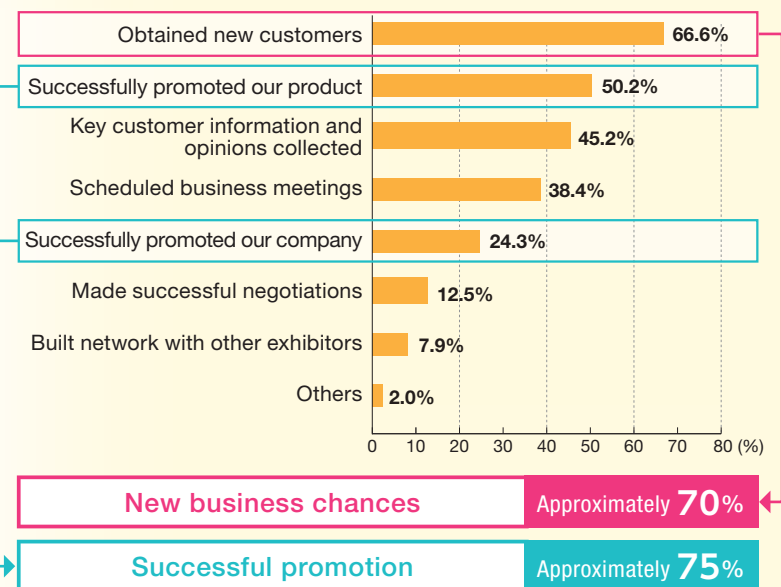 Obtained new customers 66.6%
Successfully promoted our product 50.2%
Key customer information and
opinions collected 45.2%
Scheduled business meetings 38.4%
Successfully promoted our company 24.3%
Made successful negotiations 12.5%
Built network with other exhibitors 7.9%
Others 2.0%
0 10 20 30 40 50 60 70 80 (%)
New business chances Approximately 70%
Successful promotion Approximately 75%